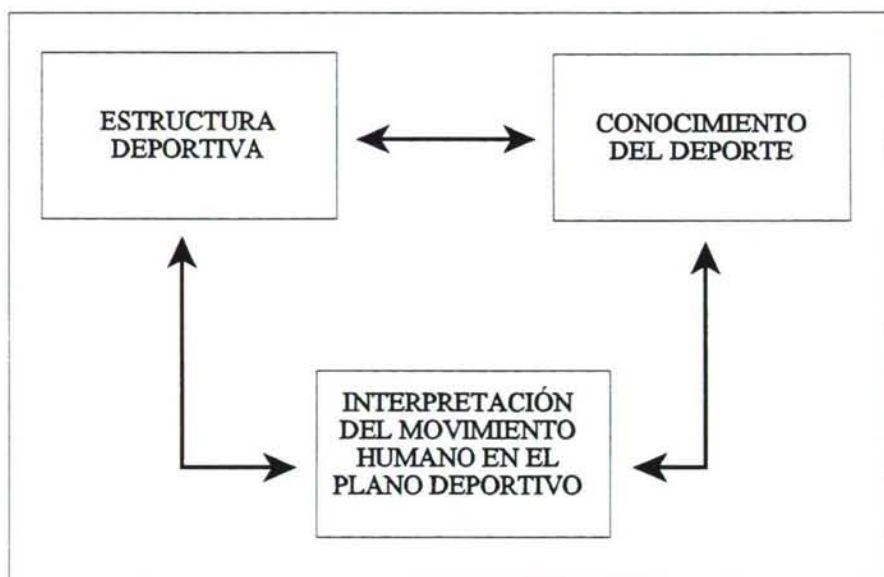 ESTRUCTURA
DEPORTIVA
CONOCIMIENTO
DEL DEPORTE
INTERPRETACIÓN
DEL MOVIMIENTO
HUMANO EN EL
PLANO DEPORTIVO